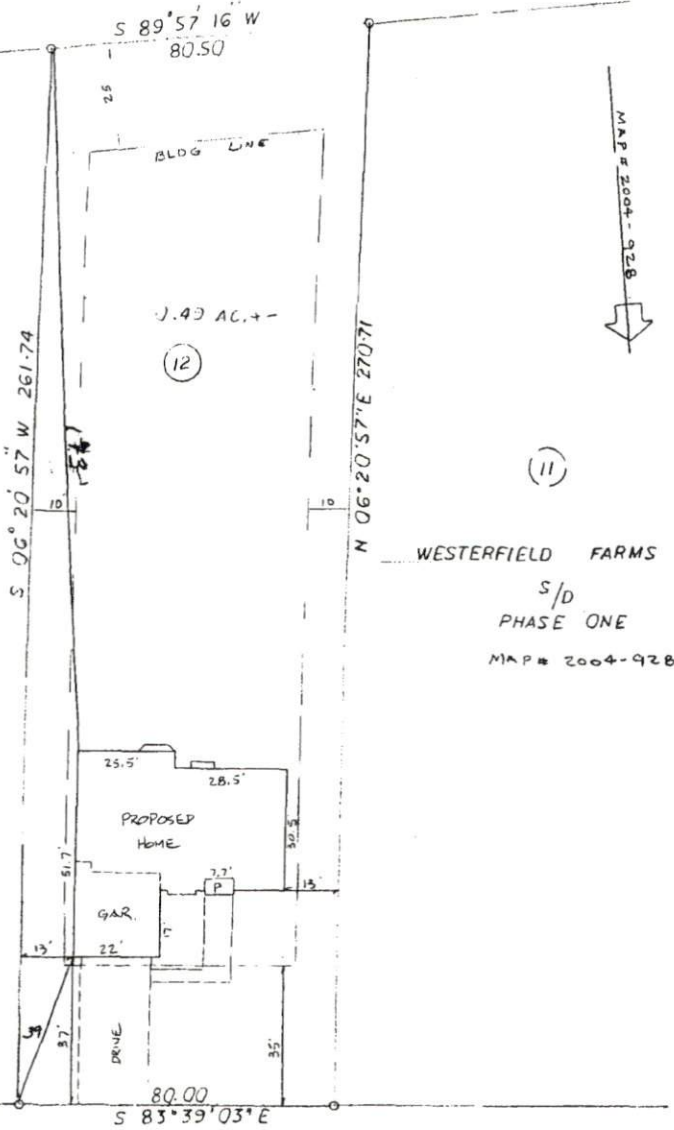 S 89°57'16" W
80.50
25
BLDG LINE
MAP # 2004-928
.49 AC.+-
12
S 06° 20' 57" W 261.74
N 06°20'57" E 270.71
10'
10
11
WESTERFIELD FARMS
S/D
PHASE ONE
MAP # 2004-928
25.5'
28.5'
PROPOSED
HOME
30.5
51.7'
7.7'
P
13'
GAR.
17'
13'
22'
39
37'
DRIVE
35'
80.00
S 83°39'03" E